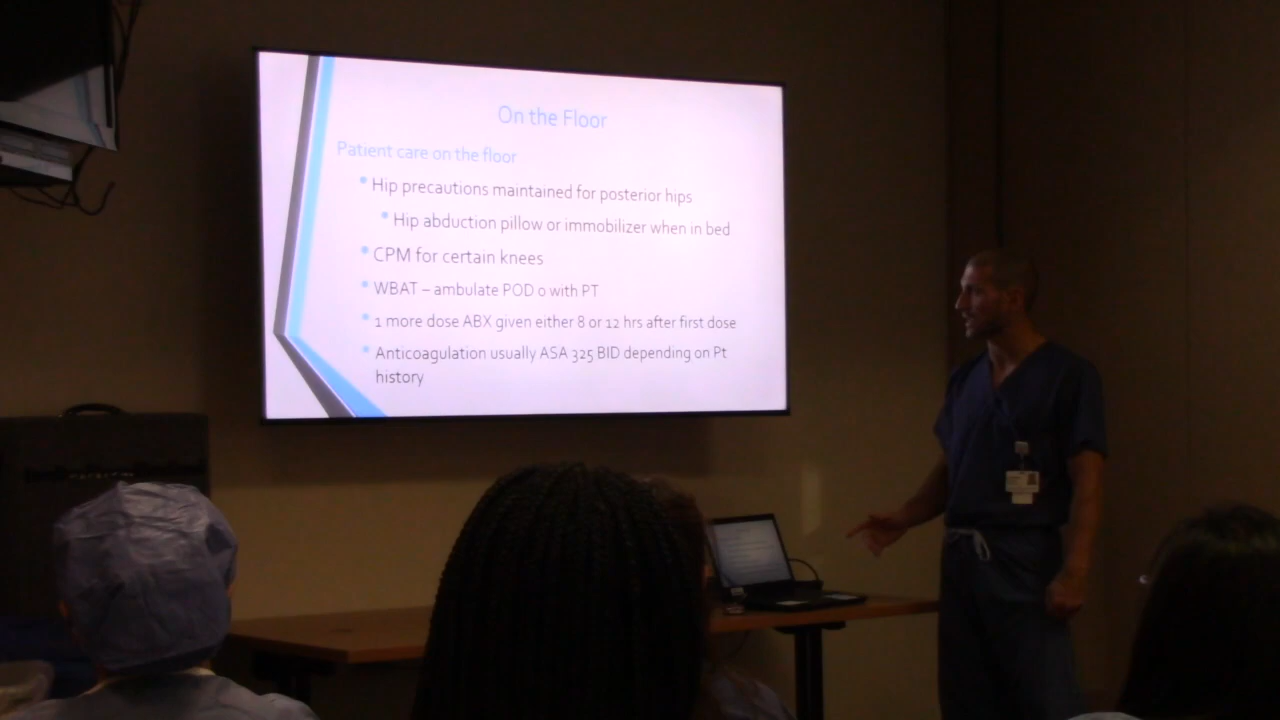 On the Floor
Patient care on the floor
Hip precautions maintained for posterior hips
Hip abduction pillow or immobilizer when in bed
CPM for certain knees
WBAT – ambulate POD 0 with PT
1 more dose ABX given either 8 or 12 hrs after first dose
Anticoagulation usually ASA 325 BID depending on Pt
history